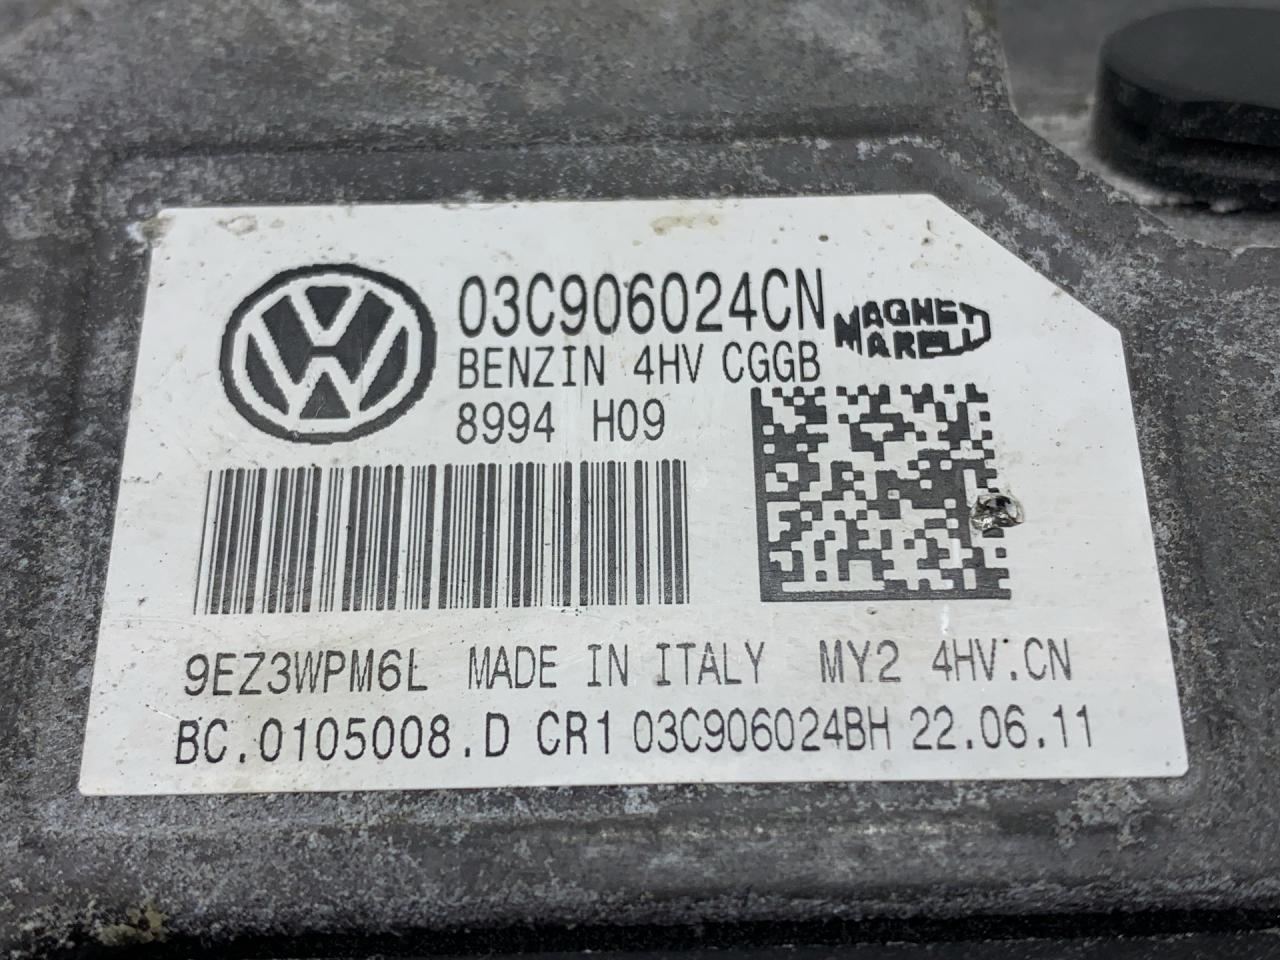 03C906024CN
MAGNETI
MARELLI
BENZIN 4HV CGGB
8994 H09
9EZ3WPM6L MADE IN ITALY MY2 4HV.CN
BC.0105008.D CR1 03C906024BH 22.06.11